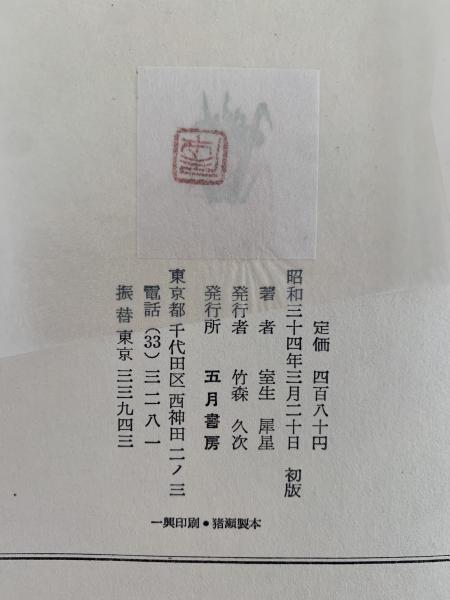 定価 四百八十円
昭和三十四年三月二十日 初版
著者 室生犀星
発行者 竹森久次
発行所 五月書房
東京都千代田区西神田二ノ三
電話（33）三二八一
振替東京三三九四三
一興印刷・猪瀬製本